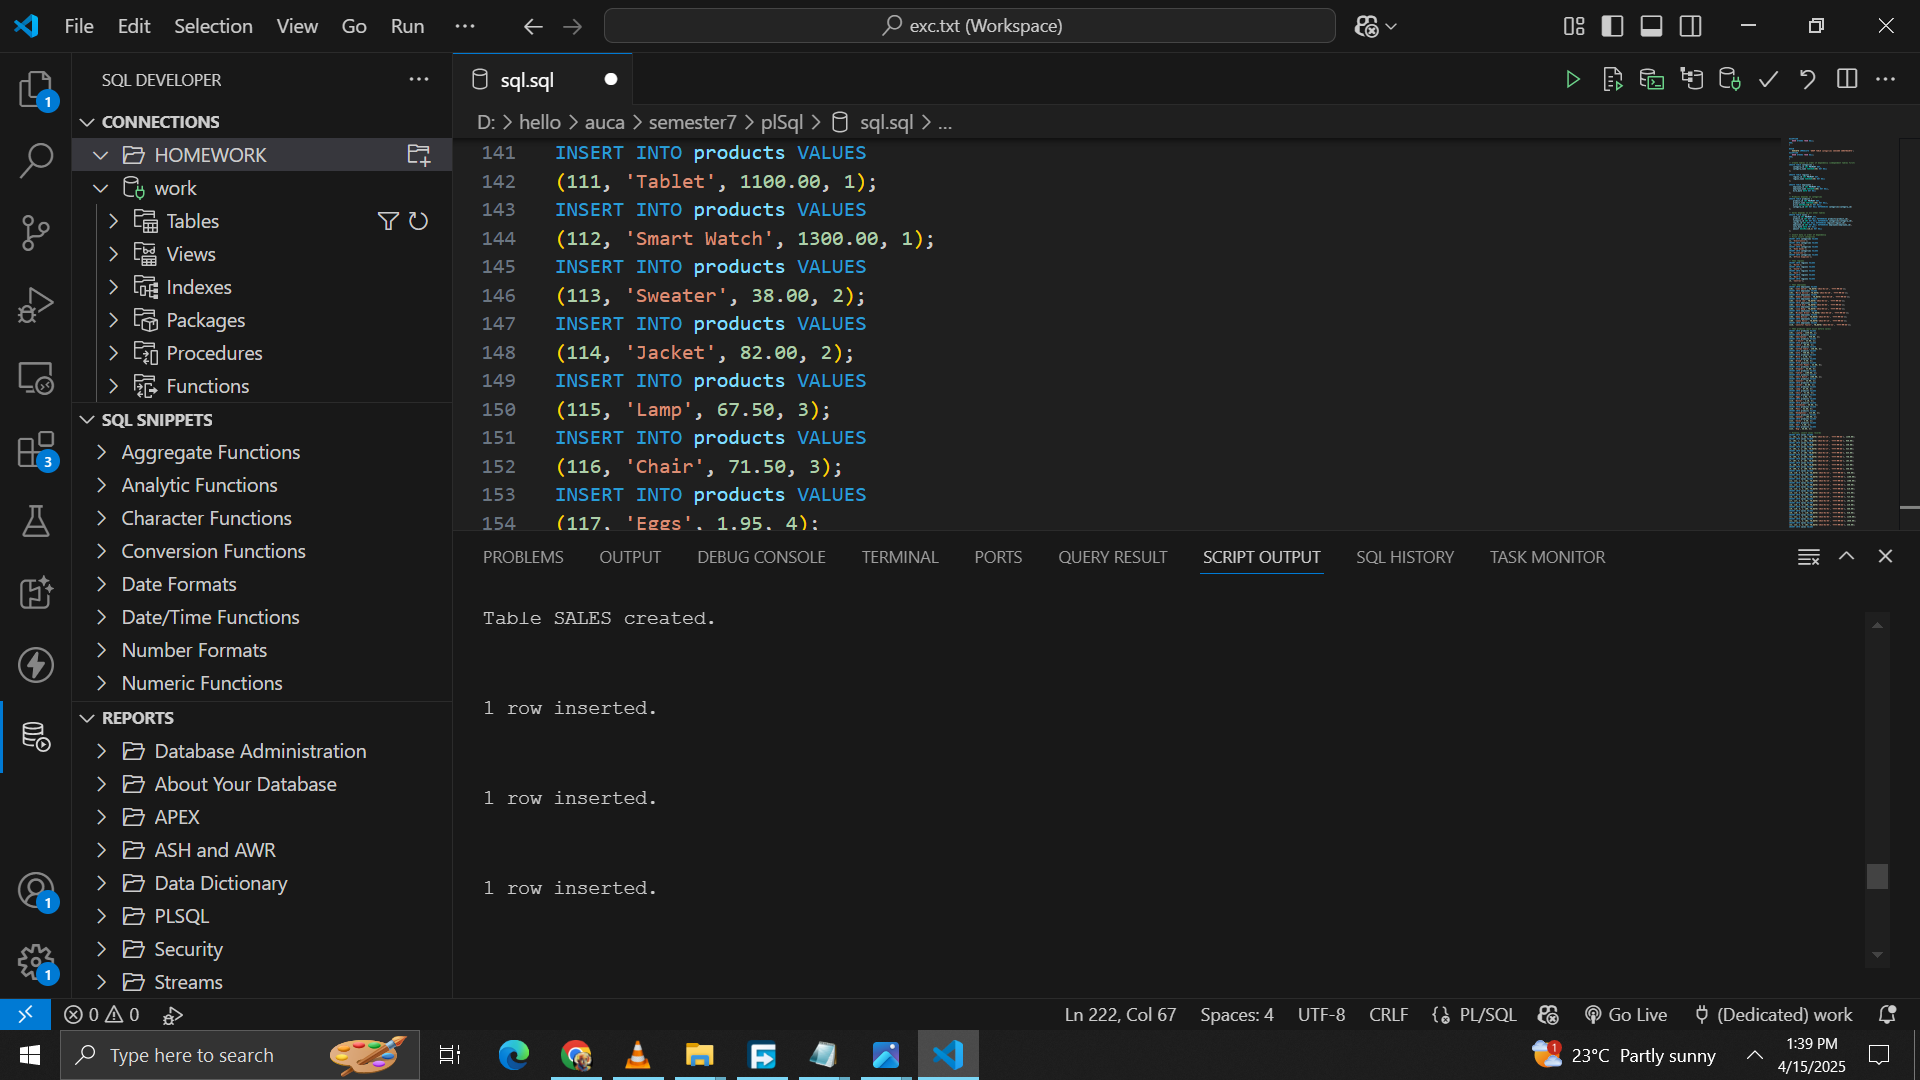 File Edit Selection View Go Run ...
exc.txt (Workspace)
SQL DEVELOPER
CONNECTIONS
HOMEWORK
work
Tables
Views
Indexes
Packages
Procedures
Functions
SQL SNIPPETS
Aggregate Functions
Analytic Functions
Character Functions
Conversion Functions
Date Formats
Date/Time Functions
Number Formats
Numeric Functions
REPORTS
Database Administration
About Your Database
APEX
ASH and AWR
Data Dictionary
PLSQL
Security
Streams
1
3
1
1
sql.sql
D: > hello > auca > semester7 > plSql > sql.sql > ...
141 INSERT INTO products VALUES
142 (111, 'Tablet', 1100.00, 1);
143 INSERT INTO products VALUES
144 (112, 'Smart Watch', 1300.00, 1);
145 INSERT INTO products VALUES
146 (113, 'Sweater', 38.00, 2);
147 INSERT INTO products VALUES
148 (114, 'Jacket', 82.00, 2);
149 INSERT INTO products VALUES
150 (115, 'Lamp', 67.50, 3);
151 INSERT INTO products VALUES
152 (116, 'Chair', 71.50, 3);
153 INSERT INTO products VALUES
154 (117, 'Eggs', 1.95, 4);
PROBLEMS OUTPUT DEBUG CONSOLE TERMINAL PORTS QUERY RESULT SCRIPT OUTPUT SQL HISTORY TASK MONITOR
Table SALES created.
1 row inserted.
1 row inserted.
1 row inserted.
0 0 Ln 222, Col 67 Spaces: 4 UTF-8 CRLF PL/SQL Go Live (Dedicated) work
Type here to search
1
23°C Partly sunny
1:39 PM
4/15/2025